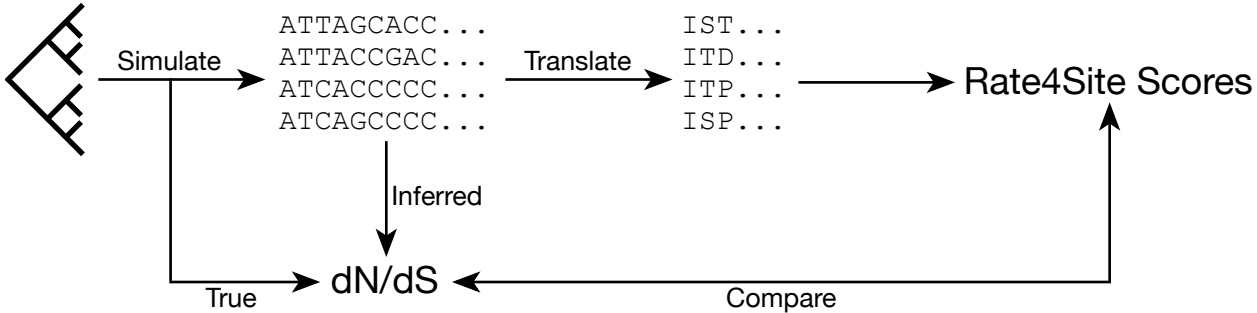 Simulate
ATTAGCACC...
ATTACCGAC...
ATCACCCCC...
ATCAGCCCC...
Translate
IST...
ITD...
ITP...
ISP...
Rate4Site Scores
Inferred
True
dN/dS
Compare